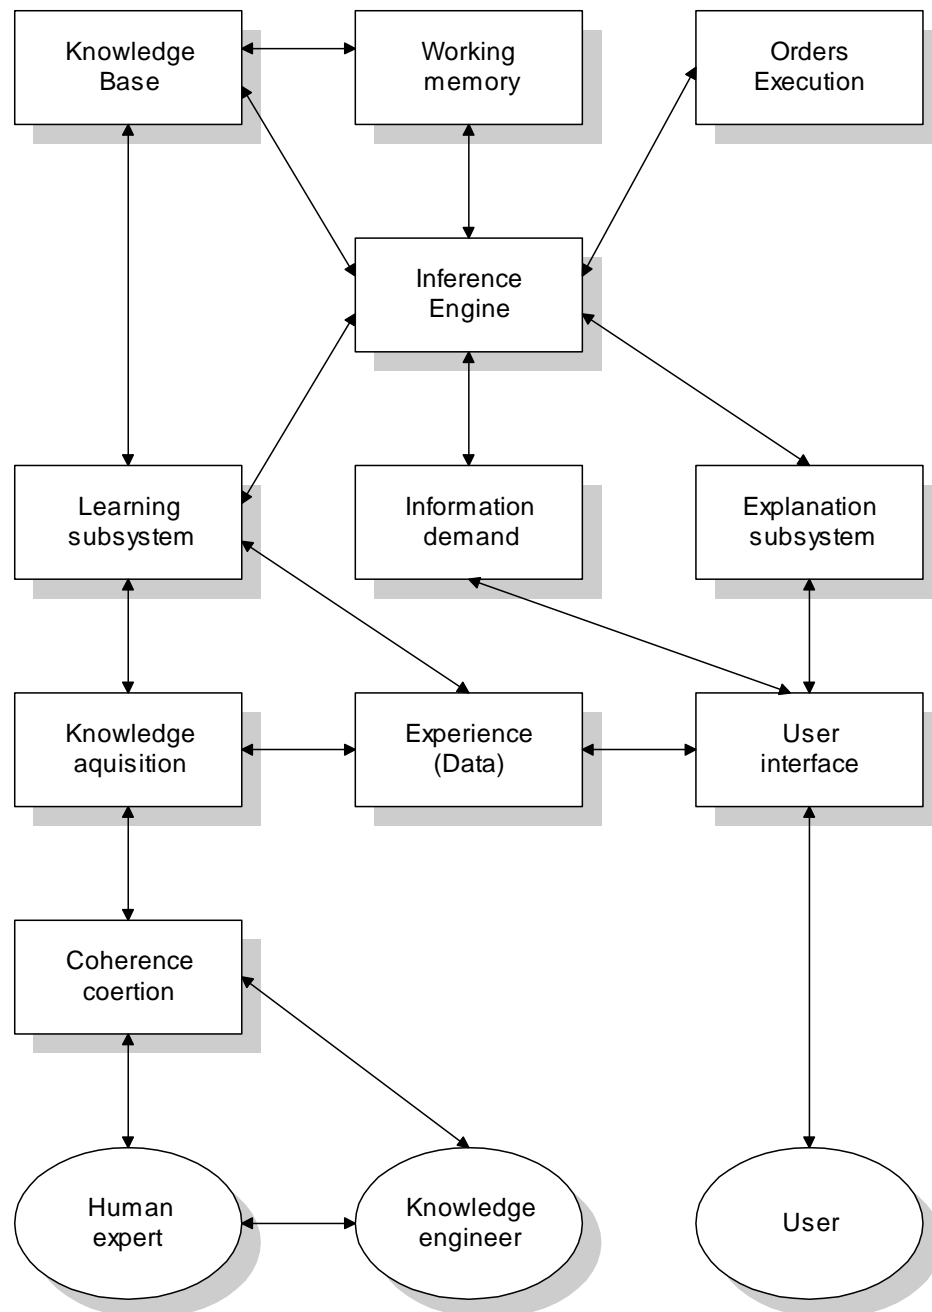 Knowledge
Base
Working
memory
Orders
Execution
Inference
Engine
Learning
subsystem
Information
demand
Explanation
subsystem
Knowledge
aquisition
Experience
(Data)
User
interface
Coherence
coertion
Human
expert
Knowledge
engineer
User